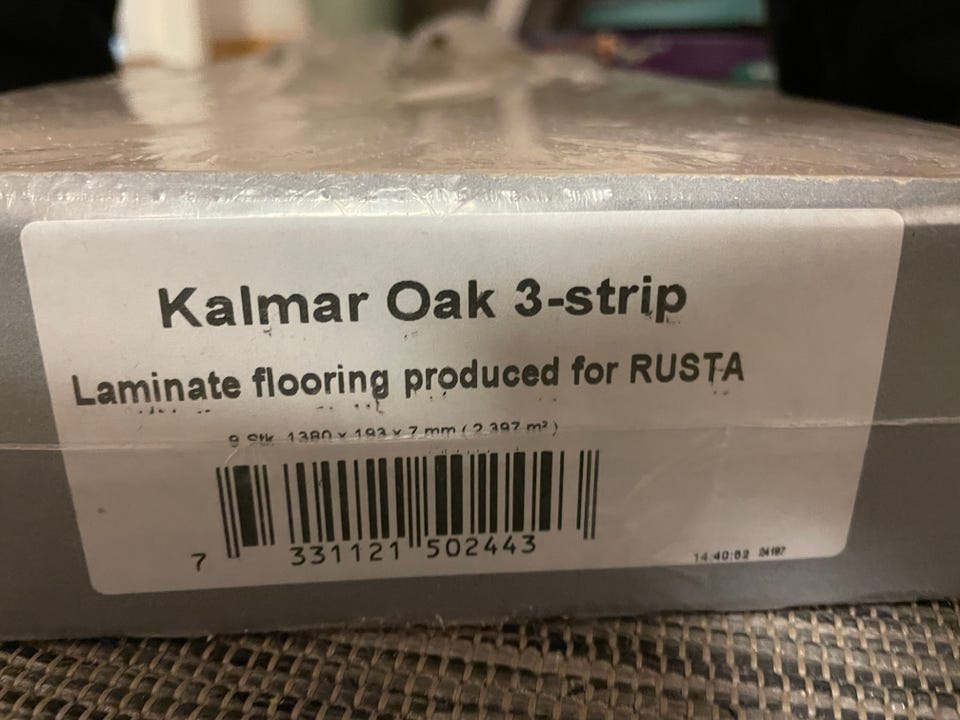 Kalmar Oak 3-strip
Laminate flooring produced for RUSTA
9 Stk 1380 x 193 x 7 mm ( 2.397 m² )
7 331121 502443
14:40:02